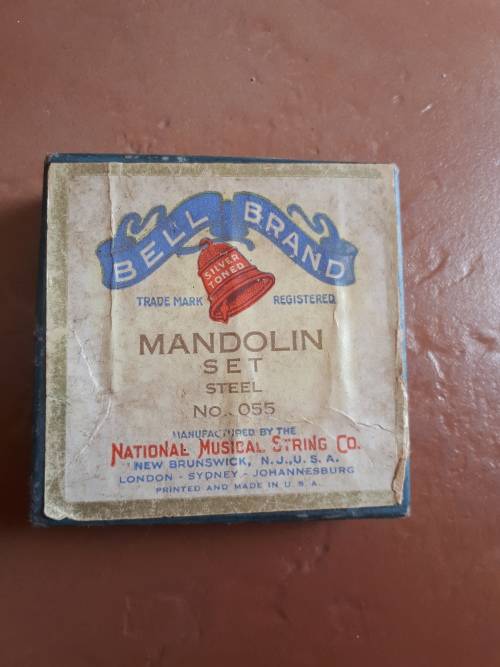 BELL BRAND
SILVER
TONED
TRADE MARK REGISTERED
MANDOLIN
SET
STEEL
No. 055
MANUFACTURED BY THE
NATIONAL MUSICAL STRING CO.
NEW BRUNSWICK, N.J., U.S.A.
LONDON - SYDNEY - JOHANNESBURG
PRINTED AND MADE IN U.S.A.